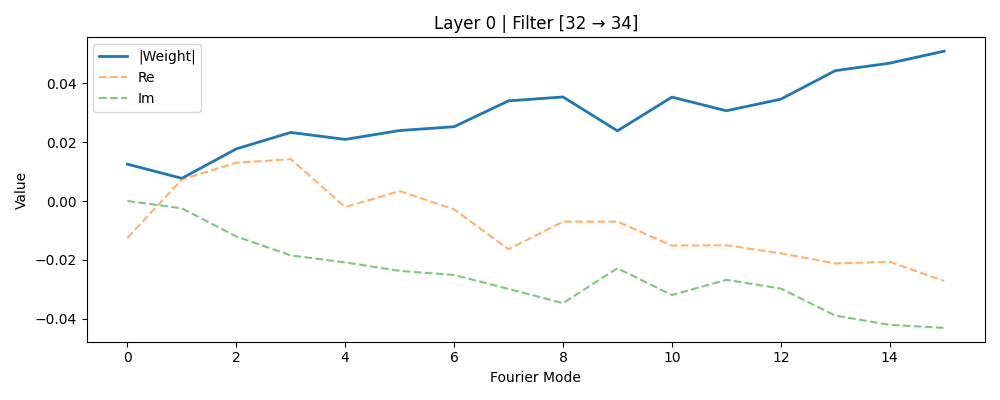 Layer 0 | Filter [32 → 34]
|Weight|
Re
Im
0.04
0.02
0.00
−0.02
−0.04
Value
0 2 4 6 8 10 12 14
Fourier Mode